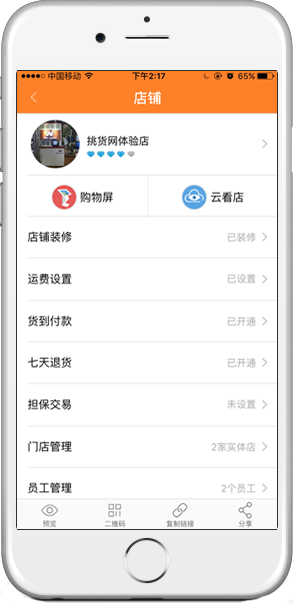 中国移动 下午2:17 65%
店铺
挑货网体验店
购物屏 云看店
店铺装修 已装修
运费设置 已设置
货到付款 已开通
七天退货 已开通
担保交易 未设置
门店管理 2家实体店
员工管理 2个员工
预览 二维码 复制链接 分享